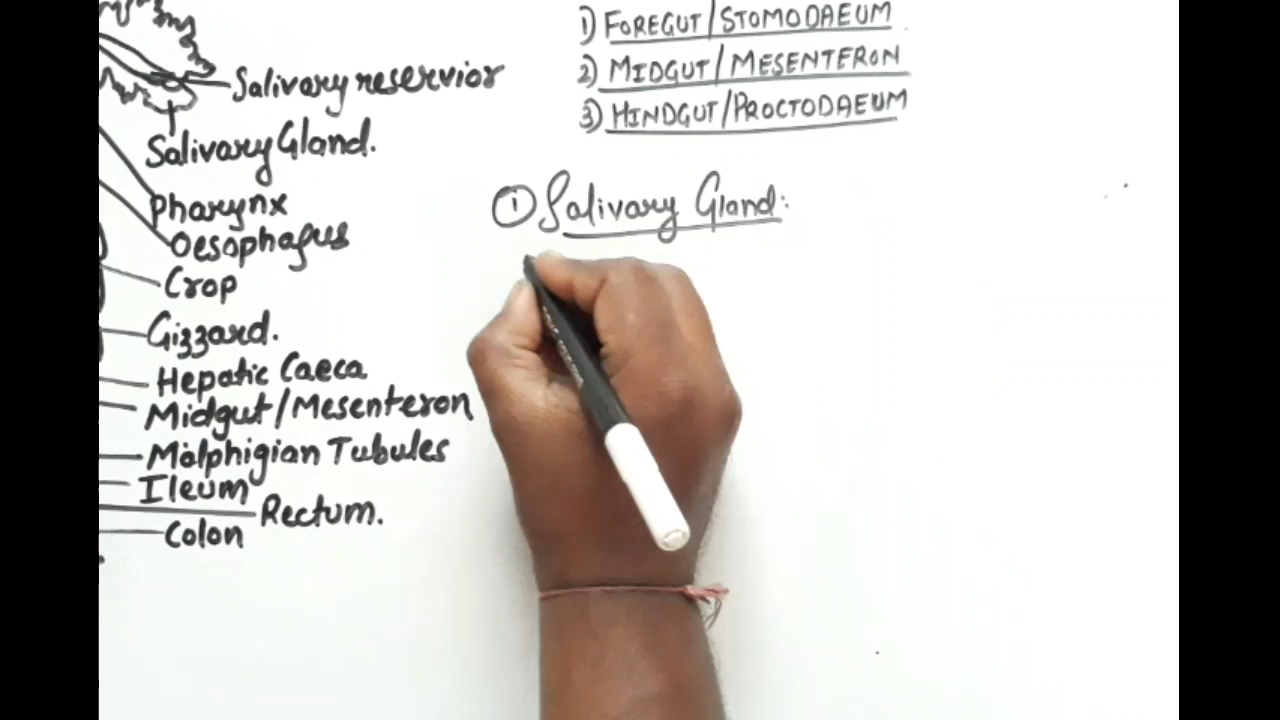 Salivary reservior
Salivary Gland.
Pharynx
Oesophagus
Crop
Gizzard.
Hepatic Caeca
Midgut/Mesenteron
Malphigian Tubules
Ileum
Rectum.
Colon
1) FOREGUT/STOMODAEUM
2) MIDGUT/MESENTERON
3) HINDGUT/PROCTODAEUM
① Salivary Gland: